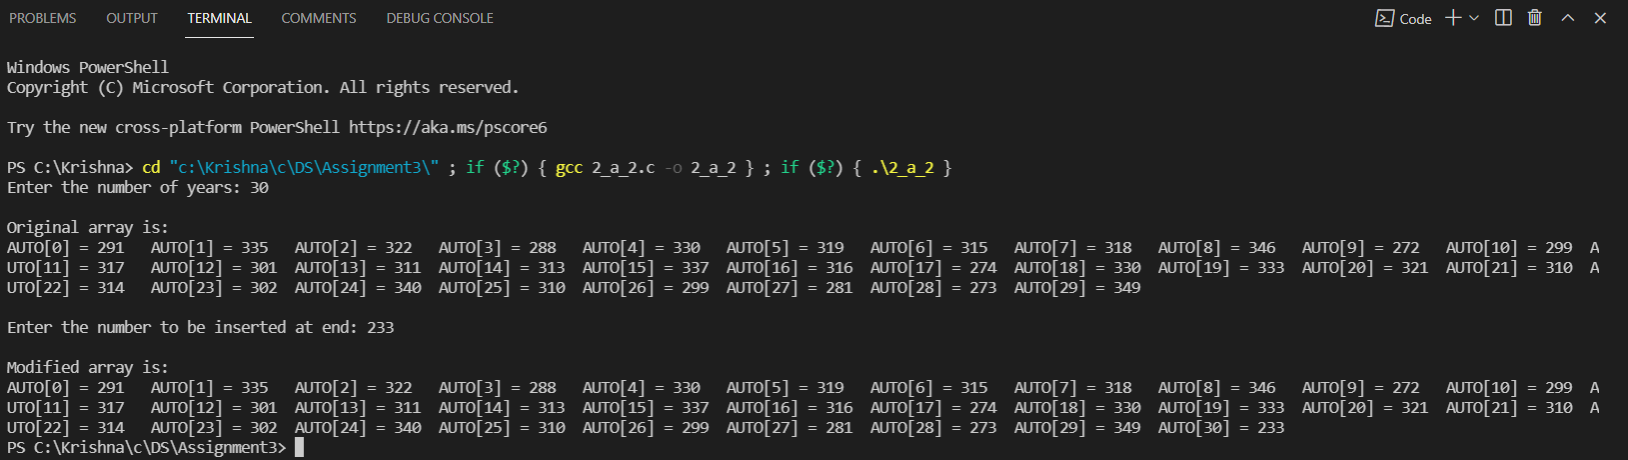 PROBLEMS OUTPUT TERMINAL COMMENTS DEBUG CONSOLE Code
Windows PowerShell
Copyright (C) Microsoft Corporation. All rights reserved.
Try the new cross-platform PowerShell https://aka.ms/pscore6
PS C:\Krishna> cd "c:\Krishna\c\DS\Assignment3\" ; if ($?) { gcc 2_a_2.c -o 2_a_2 } ; if ($?) { .\2_a_2 }
Enter the number of years: 30
Original array is:
AUTO[0] = 291 AUTO[1] = 335 AUTO[2] = 322 AUTO[3] = 288 AUTO[4] = 330 AUTO[5] = 319 AUTO[6] = 315 AUTO[7] = 318 AUTO[8] = 346 AUTO[9] = 272 AUTO[10] = 299 A
UTO[11] = 317 AUTO[12] = 301 AUTO[13] = 311 AUTO[14] = 313 AUTO[15] = 337 AUTO[16] = 316 AUTO[17] = 274 AUTO[18] = 330 AUTO[19] = 333 AUTO[20] = 321 AUTO[21] = 310 A
UTO[22] = 314 AUTO[23] = 302 AUTO[24] = 340 AUTO[25] = 310 AUTO[26] = 299 AUTO[27] = 281 AUTO[28] = 273 AUTO[29] = 349
Enter the number to be inserted at end: 233
Modified array is:
AUTO[0] = 291 AUTO[1] = 335 AUTO[2] = 322 AUTO[3] = 288 AUTO[4] = 330 AUTO[5] = 319 AUTO[6] = 315 AUTO[7] = 318 AUTO[8] = 346 AUTO[9] = 272 AUTO[10] = 299 A
UTO[11] = 317 AUTO[12] = 301 AUTO[13] = 311 AUTO[14] = 313 AUTO[15] = 337 AUTO[16] = 316 AUTO[17] = 274 AUTO[18] = 330 AUTO[19] = 333 AUTO[20] = 321 AUTO[21] = 310 A
UTO[22] = 314 AUTO[23] = 302 AUTO[24] = 340 AUTO[25] = 310 AUTO[26] = 299 AUTO[27] = 281 AUTO[28] = 273 AUTO[29] = 349 AUTO[30] = 233
PS C:\Krishna\c\DS\Assignment3>